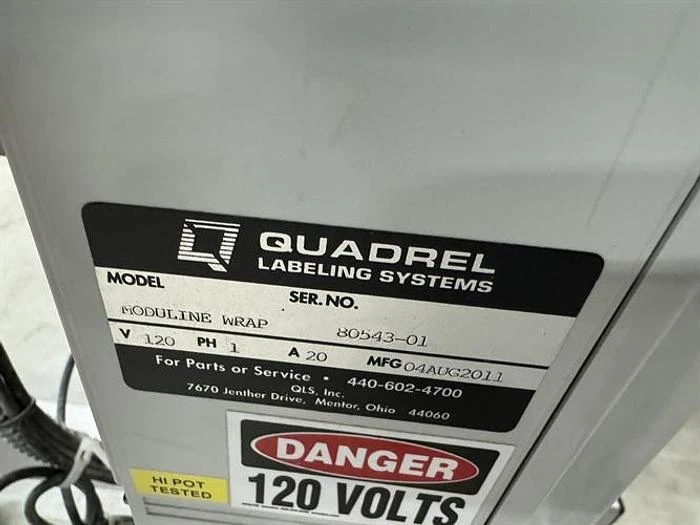 QUADREL
LABELING SYSTEMS
MODEL SER. NO.
MODULINE WRAP 80543-01
V 120 PH 1 A 20 MFG 04AUG2011
For Parts or Service • 440-602-4700
QLS, Inc.
7670 Jenther Drive, Mentor, Ohio 44060
HI POT
TESTED
DANGER
120 VOLTS